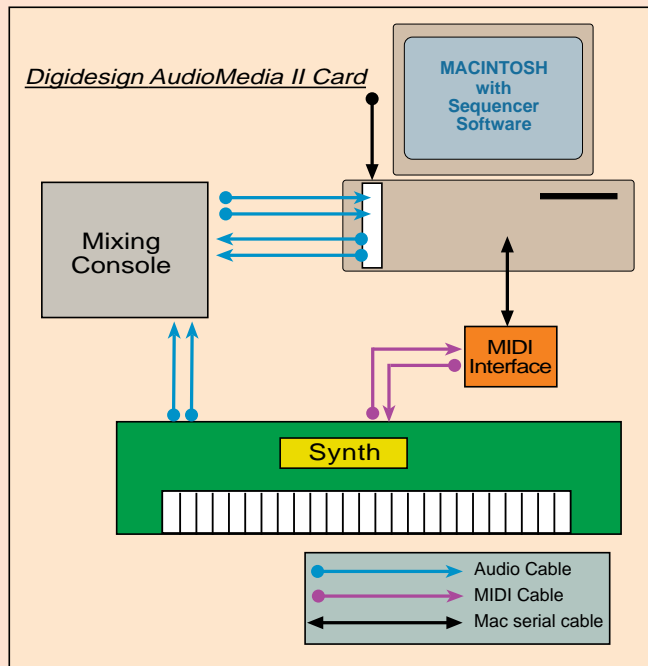 Digidesign AudioMedia II Card
MACINTOSH
with
Sequencer
Software
Mixing
Console
MIDI
Interface
Synth
Audio Cable
MIDI Cable
Mac serial cable